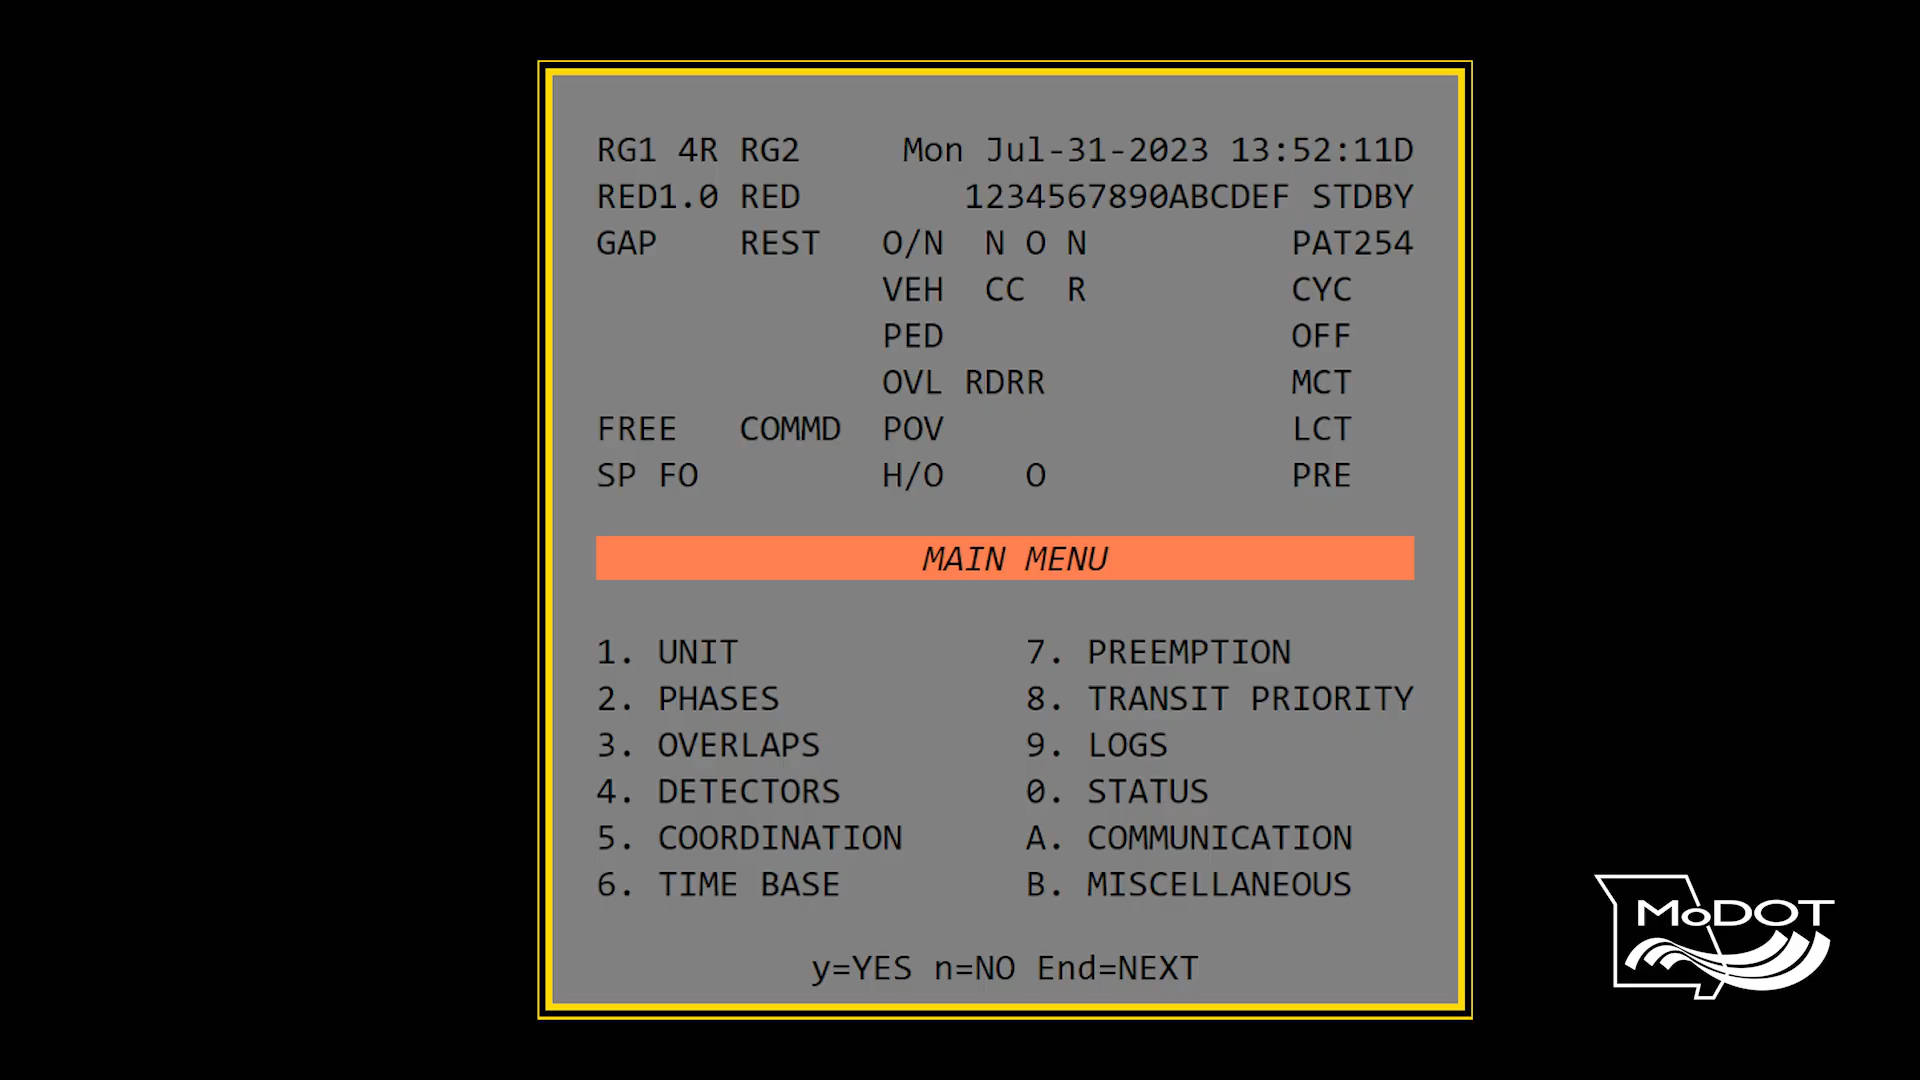 RG1 4R RG2 Mon Jul-31-2023 13:52:11D
RED1.0 RED 1234567890ABCDEF STDBY
GAP REST O/N N O N PAT254
VEH CC R CYC
PED OFF
OVL RDRR MCT
FREE COMMD POV LCT
SP FO H/O O PRE
MAIN MENU
1. UNIT 7. PREEMPTION
2. PHASES 8. TRANSIT PRIORITY
3. OVERLAPS 9. LOGS
4. DETECTORS 0. STATUS
5. COORDINATION A. COMMUNICATION
6. TIME BASE B. MISCELLANEOUS
y=YES n=NO End=NEXT
MoDOT